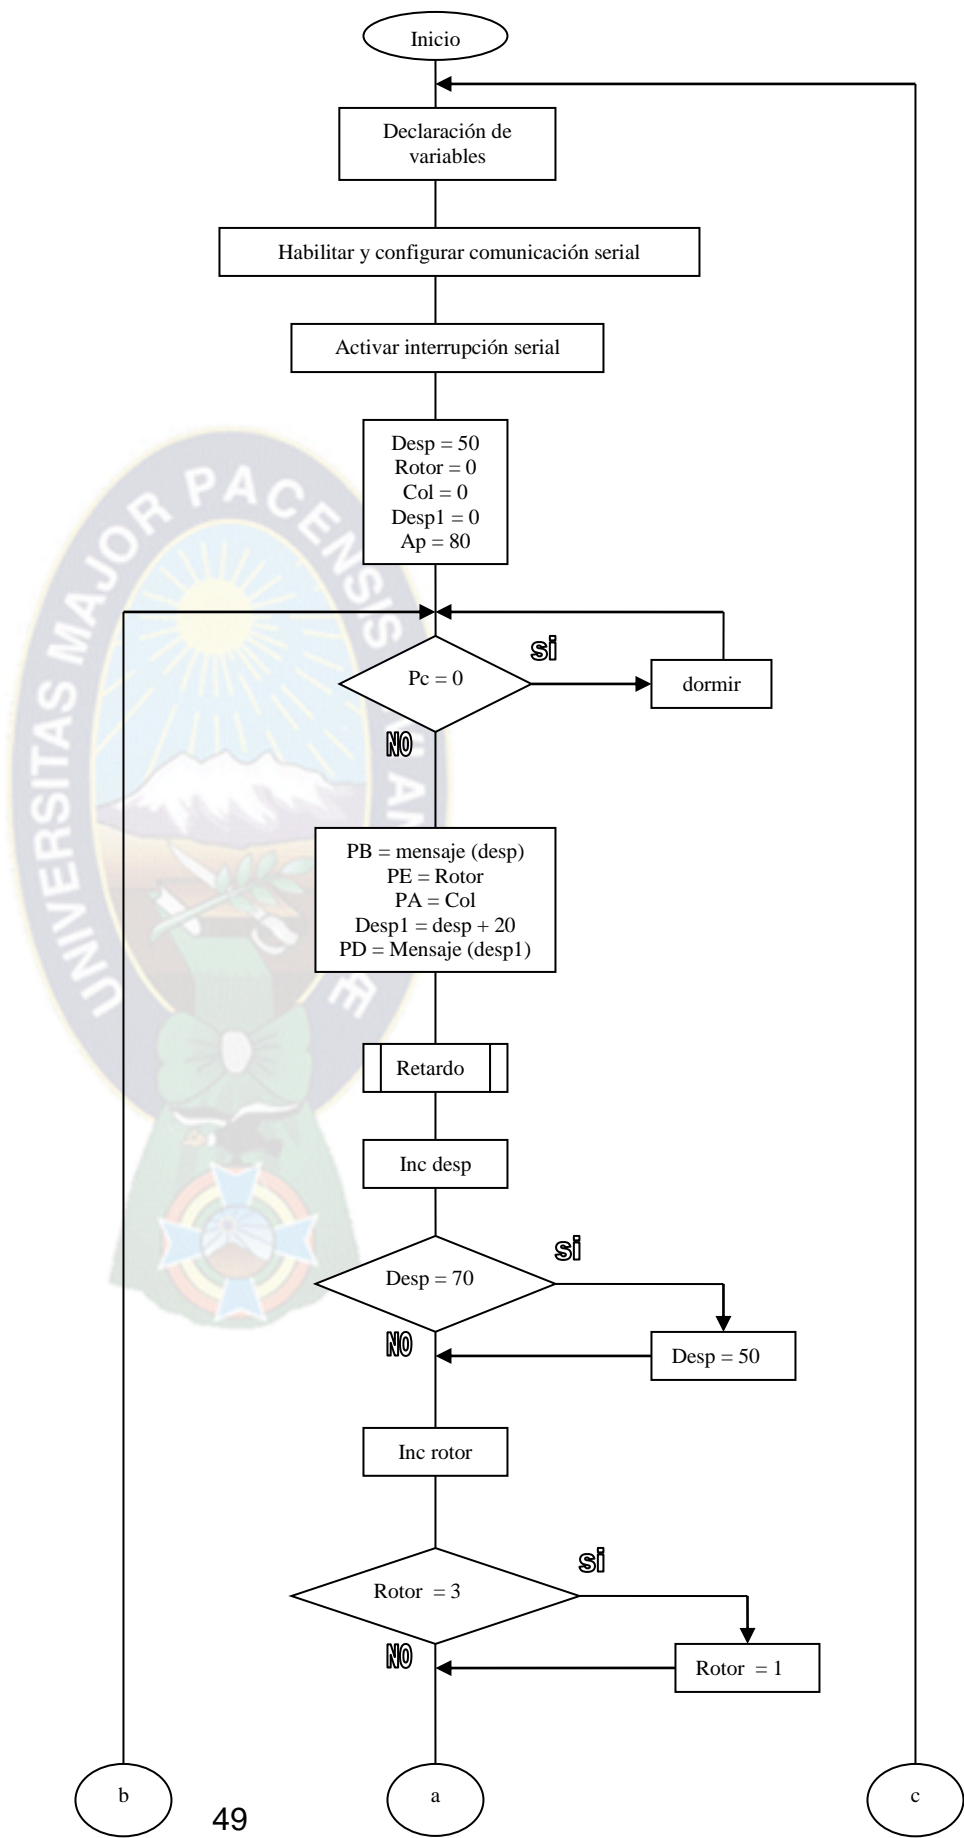 Inicio
Declaración de
variables
Habilitar y configurar comunicación serial
Activar interrupción serial
Desp = 50
Rotor = 0
Col = 0
Desp1 = 0
Ap = 80
si
Pc = 0
dormir
NO
PB = mensaje (desp)
PE = Rotor
PA = Col
Desp1 = desp + 20
PD = Mensaje (desp1)
Retardo
Inc desp
si
Desp = 70
NO
Desp = 50
Inc rotor
si
Rotor = 3
NO
Rotor = 1
b
a
c
49
UNIVERSITAS MAJOR PACENSIS